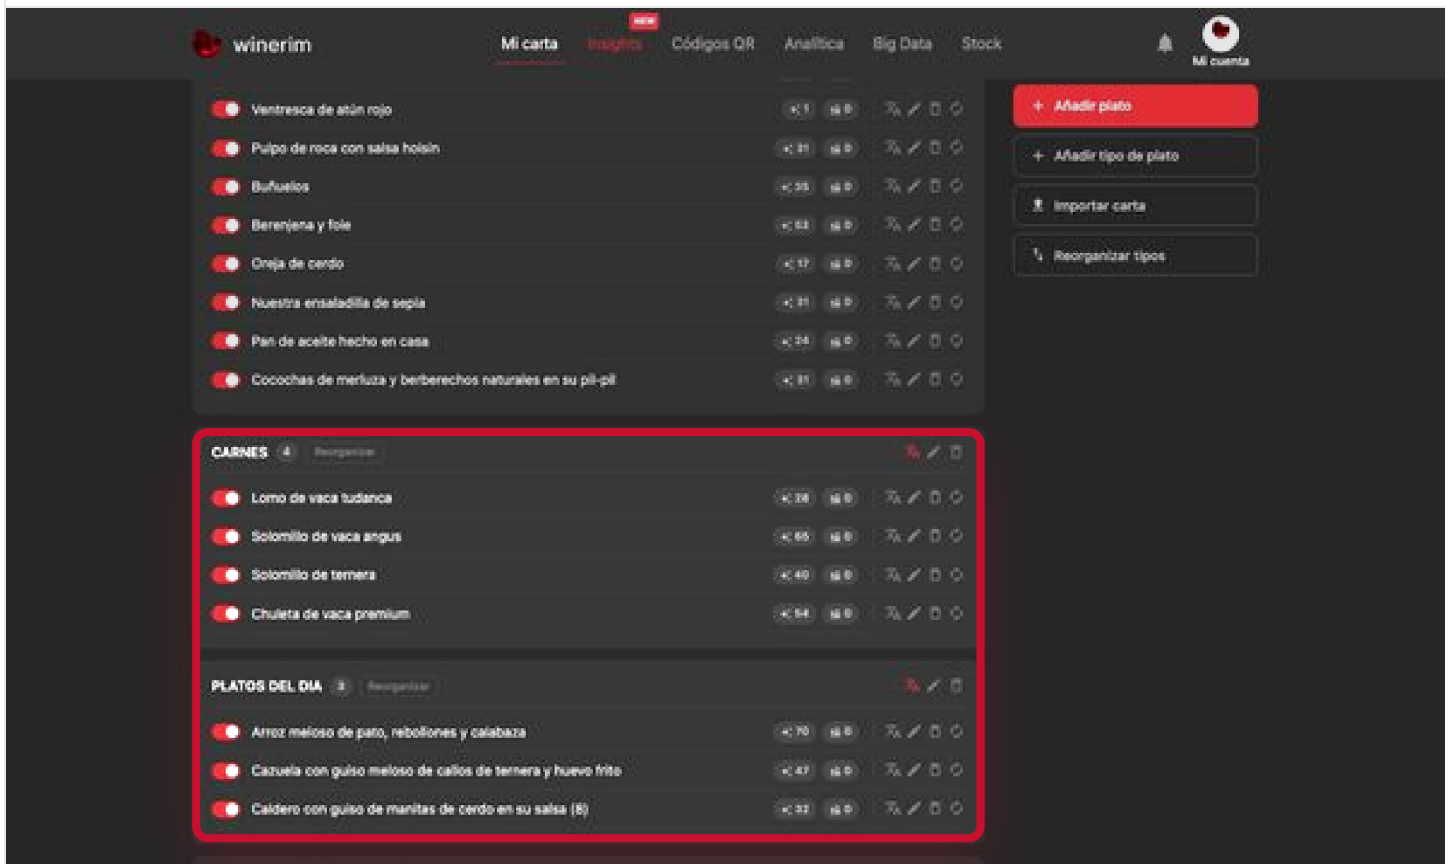 winerim
Mi carta
Insights
NEW
Códigos QR
Analítica
Big Data
Stock
Mi cuenta
Ventresca de atún rojo 1 0
Pulpo de roca con salsa hoisin 31 0
Buñuelos 35 0
Berenjena y foie 53 0
Oreja de cerdo 17 0
Nuestra ensaladilla de sepia 31 0
Pan de aceite hecho en casa 24 0
Cocochas de merluza y berberechos naturales en su pil-pil 31 0
+ Añadir plato
+ Añadir tipo de plato
Importar carta
Reorganizar tipos
CARNES 4 Reorganizar
Lomo de vaca tudanca 28 0
Solomillo de vaca angus 65 0
Solomillo de ternera 40 0
Chuleta de vaca premium 54 0
PLATOS DEL DIA 3 Reorganizar
Arroz meloso de pato, rebollones y calabaza 70 0
Cazuela con guiso meloso de callos de ternera y huevo frito 47 0
Caldero con guiso de manitas de cerdo en su salsa (8) 32 0